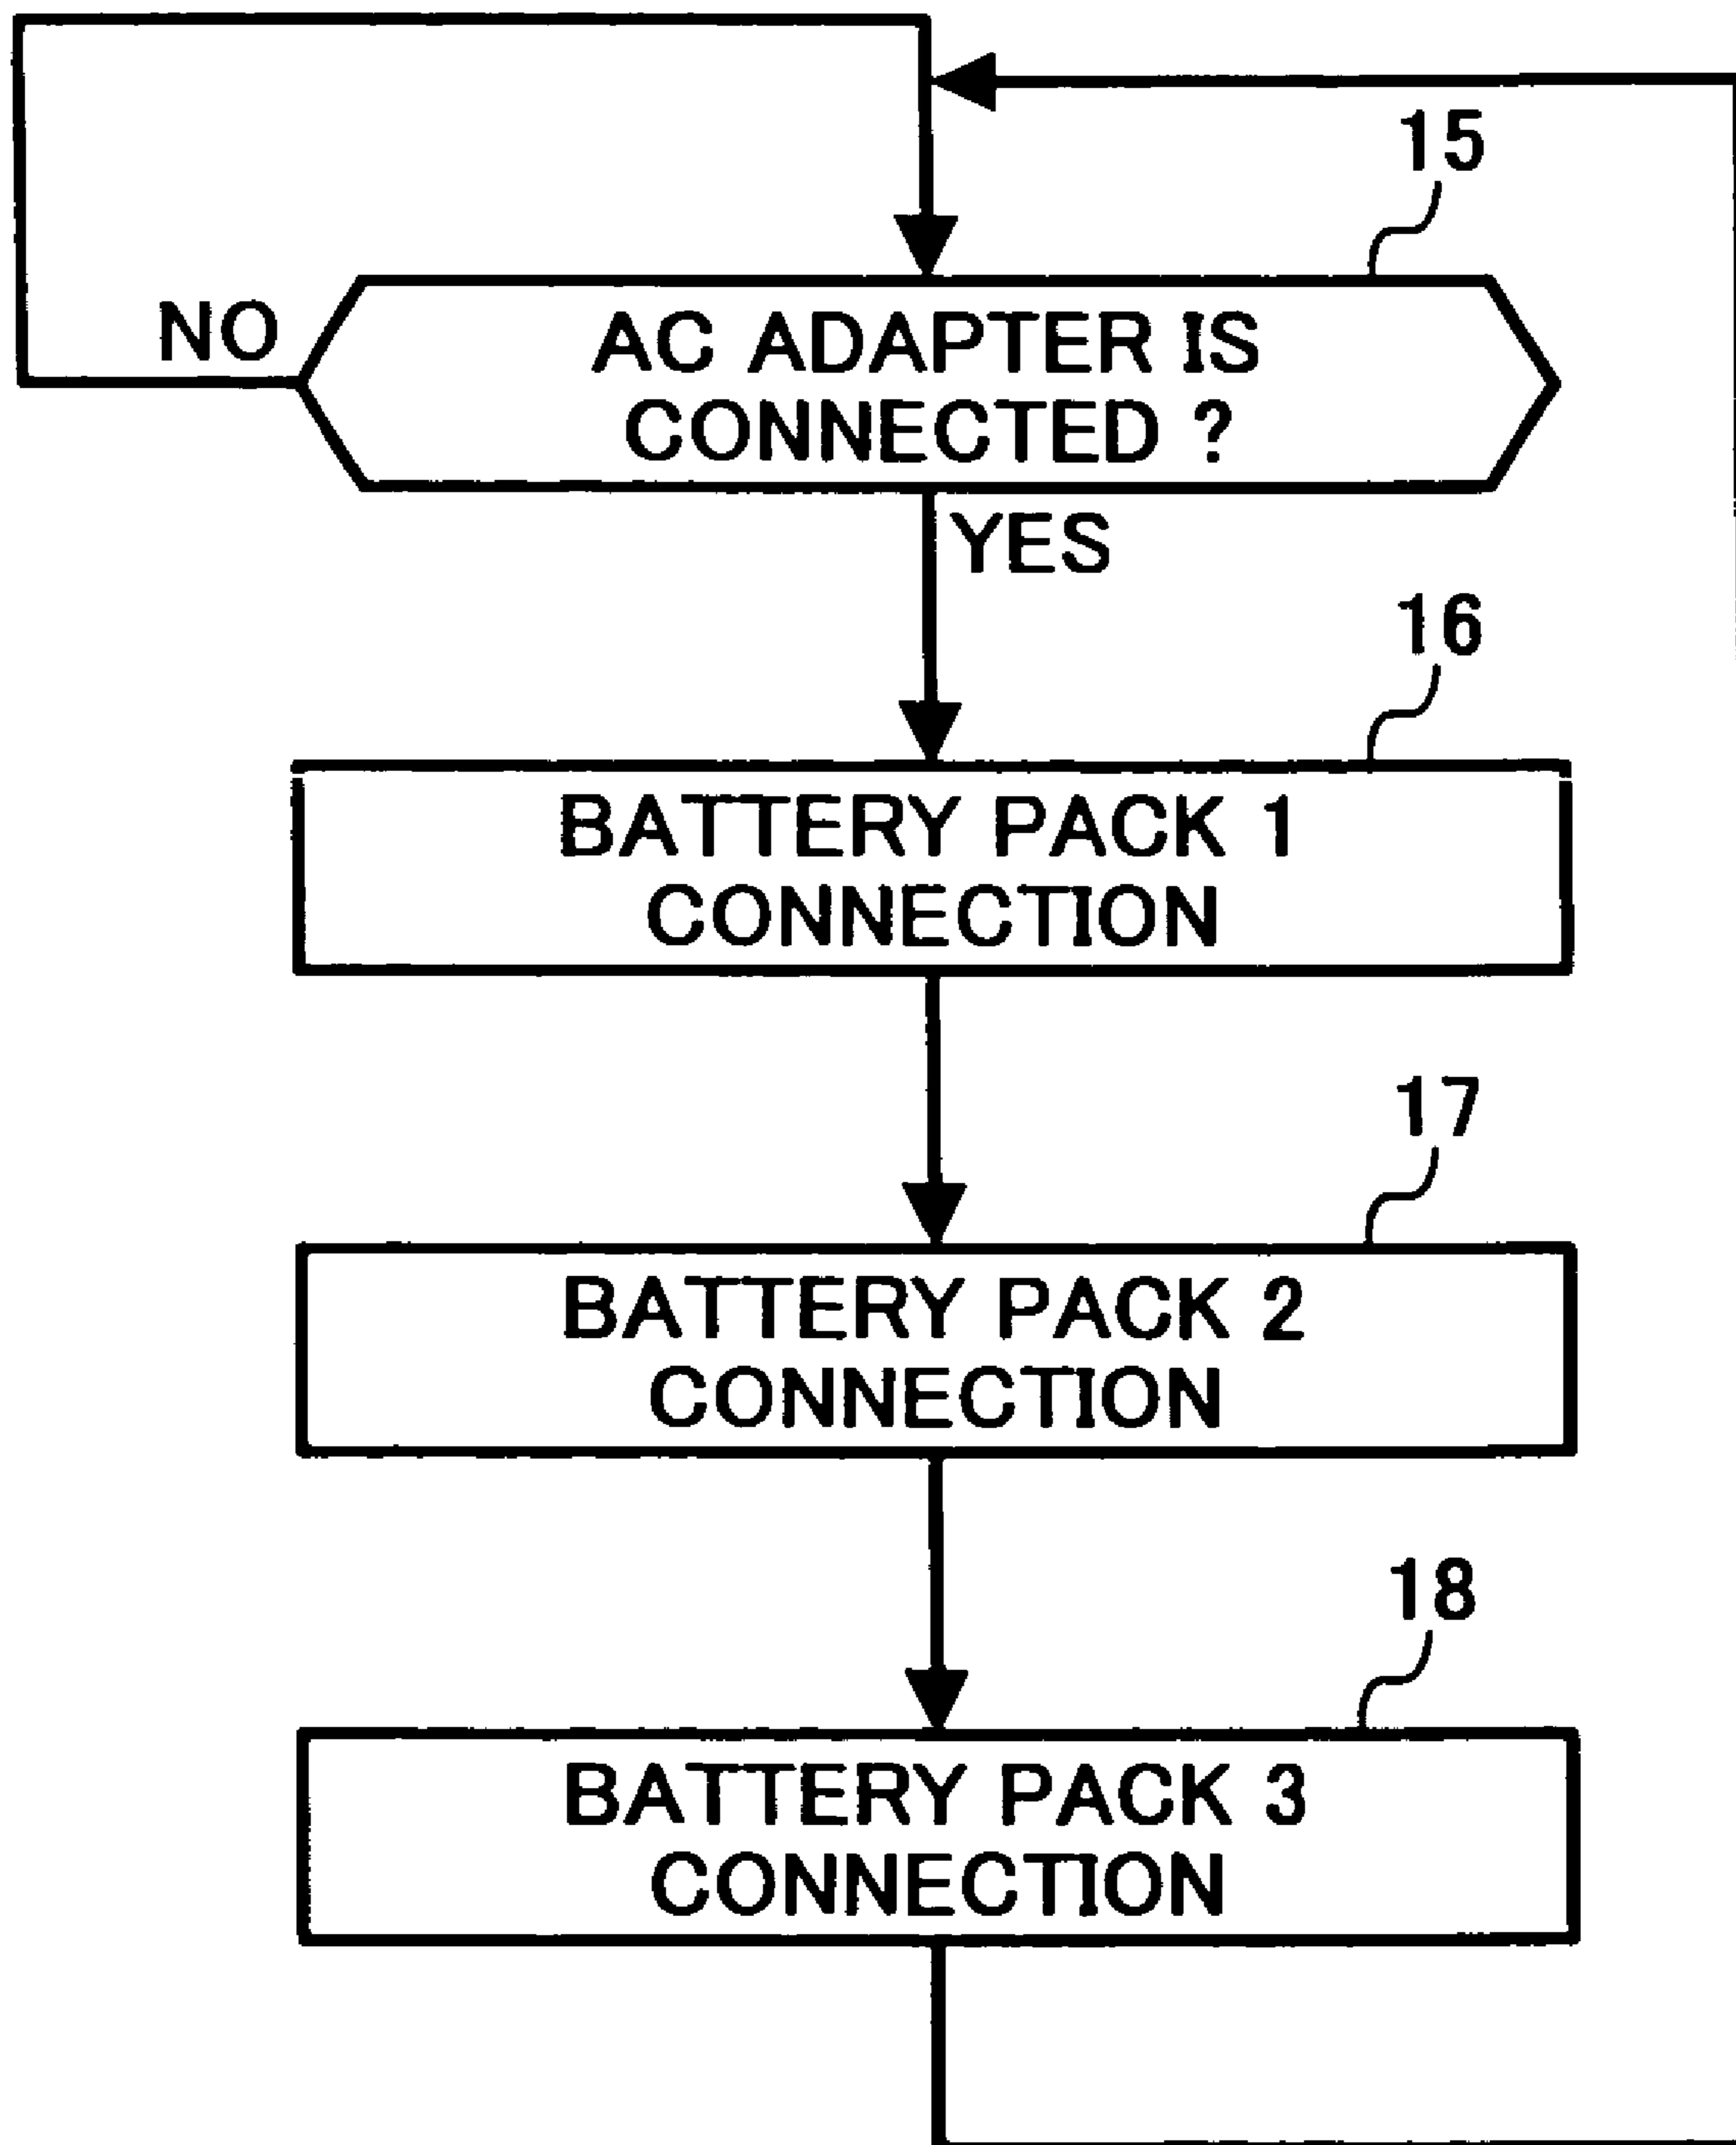 15
NO
AC ADAPTER IS
CONNECTED ?
YES
16
BATTERY PACK 1
CONNECTION
17
BATTERY PACK 2
CONNECTION
18
BATTERY PACK 3
CONNECTION